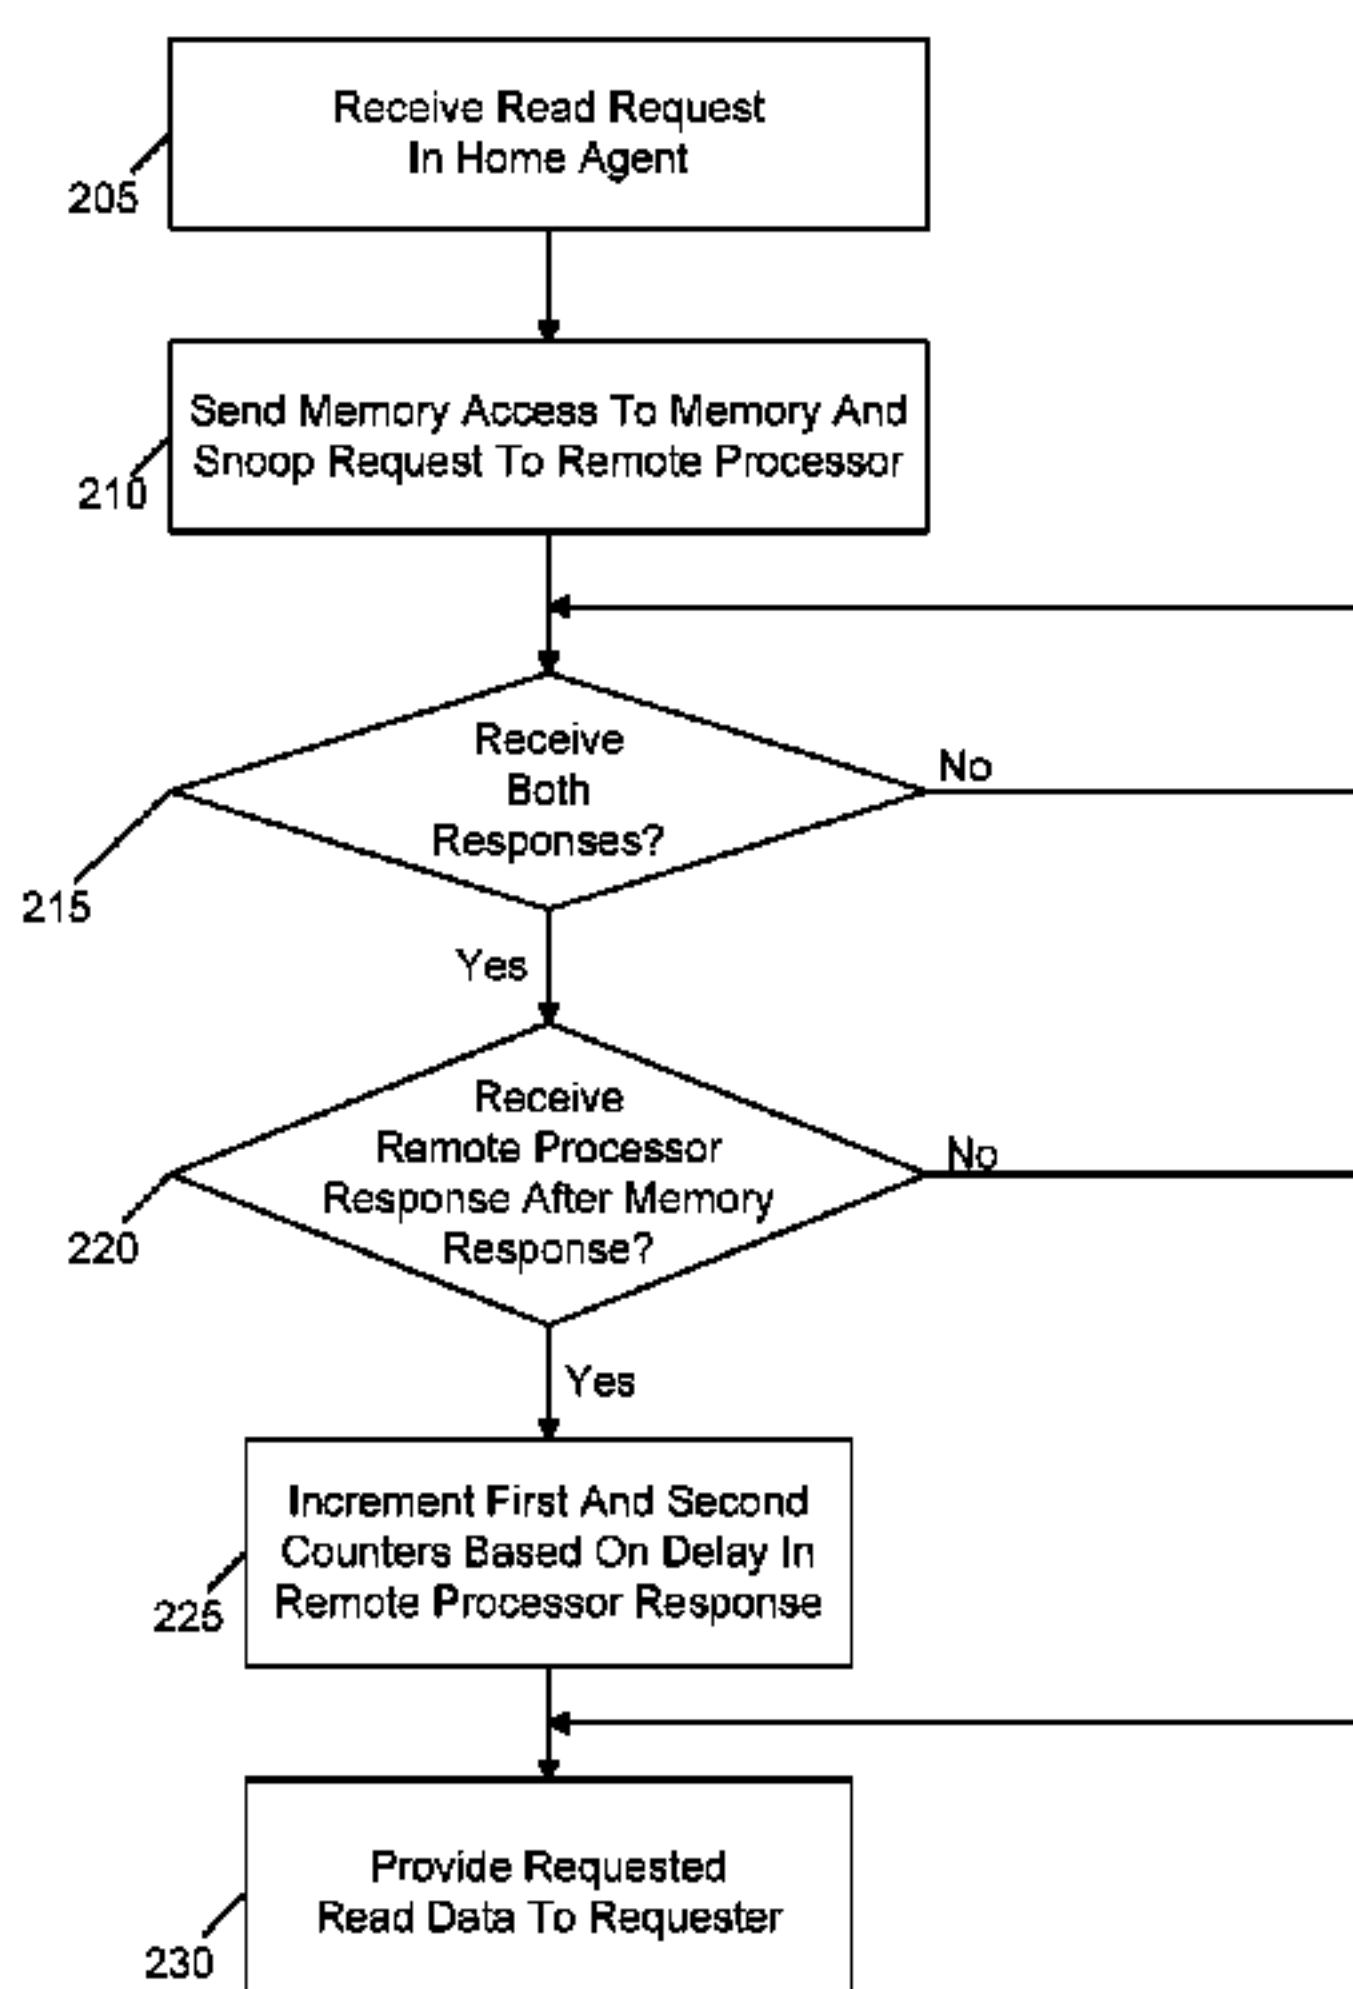 Receive Read Request
In Home Agent
205
Send Memory Access To Memory And
Snoop Request To Remote Processor
210
Receive
Both
Responses?
No
215
Yes
Receive
Remote Processor
Response After Memory
Response?
No
220
Yes
Increment First And Second
Counters Based On Delay In
Remote Processor Response
225
Provide Requested
Read Data To Requester
230